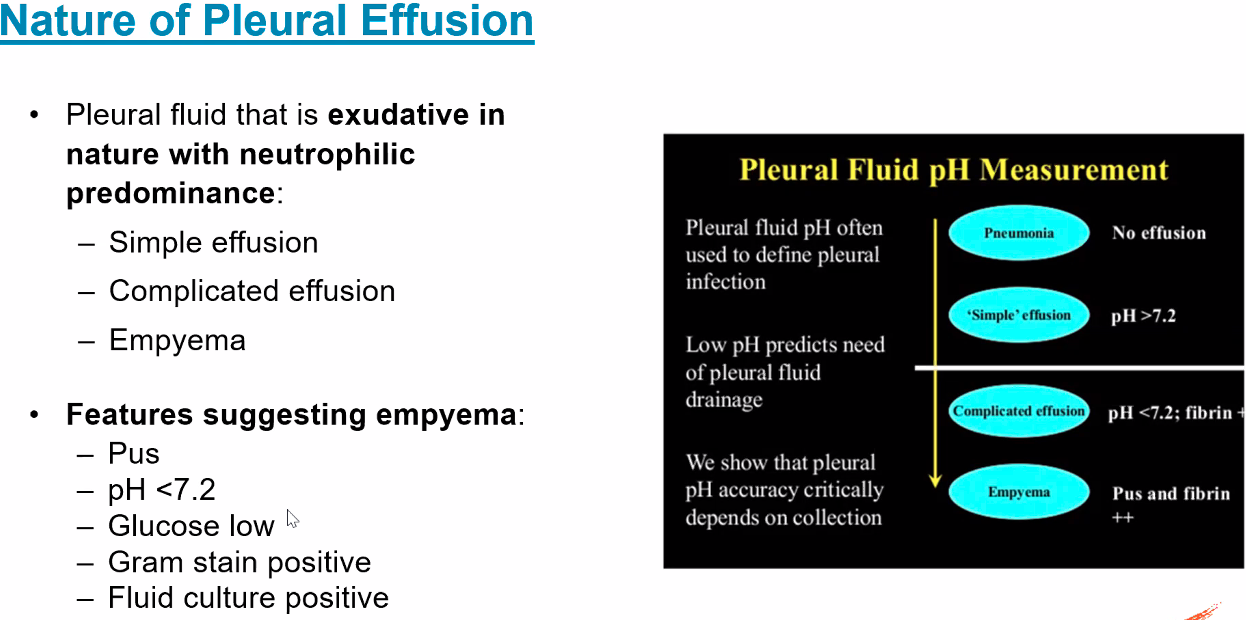 Nature of Pleural Effusion
• Pleural fluid that is exudative in
nature with neutrophilic
predominance:
– Simple effusion
– Complicated effusion
– Empyema
• Features suggesting empyema:
– Pus
– pH <7.2
– Glucose low
– Gram stain positive
– Fluid culture positive
Pleural Fluid pH Measurement
Pleural fluid pH often
used to define pleural
infection
Low pH predicts need
of pleural fluid
drainage
We show that pleural
pH accuracy critically
depends on collection
Pneumonia No effusion
‘Simple’ effusion pH >7.2
Complicated effusion pH <7.2; fibrin +
Empyema Pus and fibrin
++